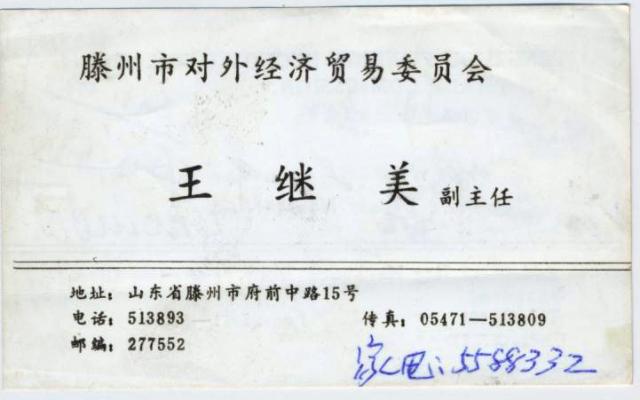 滕州市对外经济贸易委员会
王 继 美 副主任
地址：山东省滕州市府前中路15号
电话：513893 传真：05471—513809
邮编：277552
家电：5588332